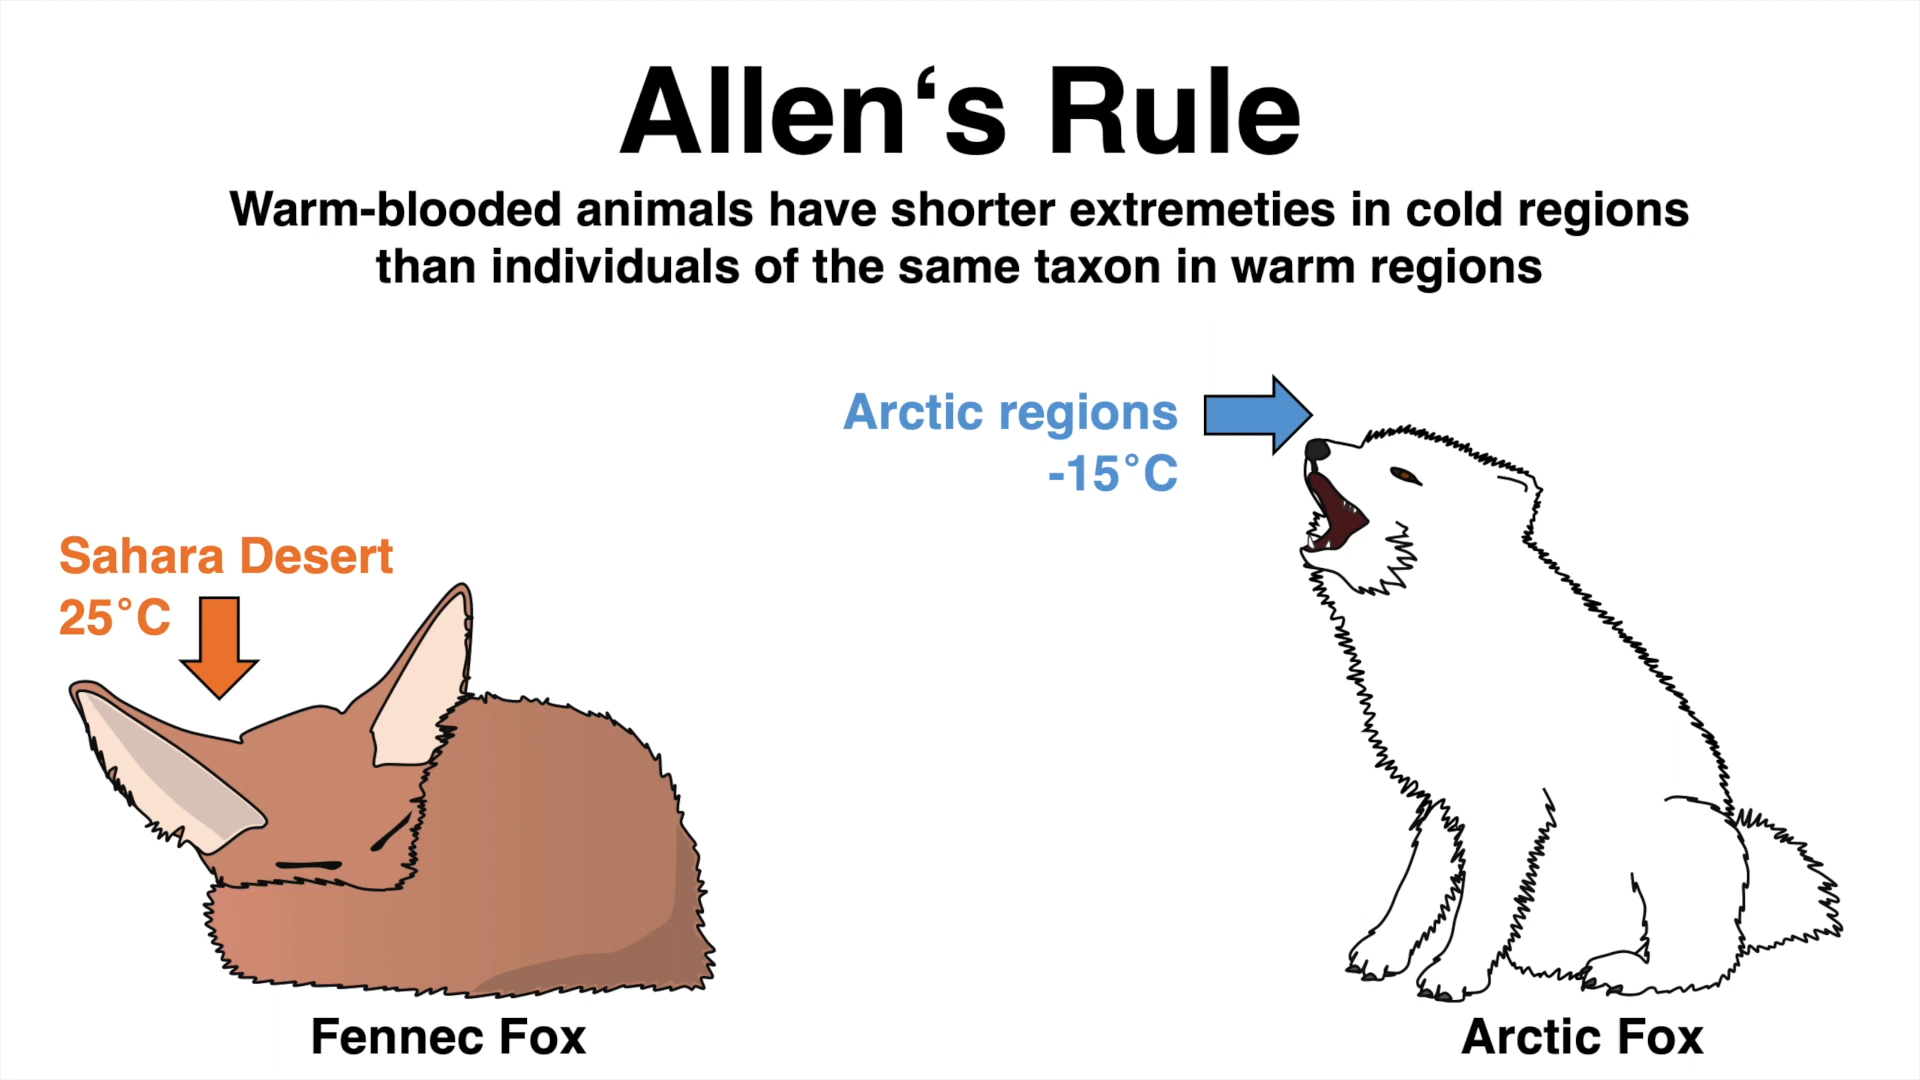 Allen‘s Rule
Warm-blooded animals have shorter extremeties in cold regions
than individuals of the same taxon in warm regions
Arctic regions
-15°C
Sahara Desert
25°C
Fennec Fox
Arctic Fox